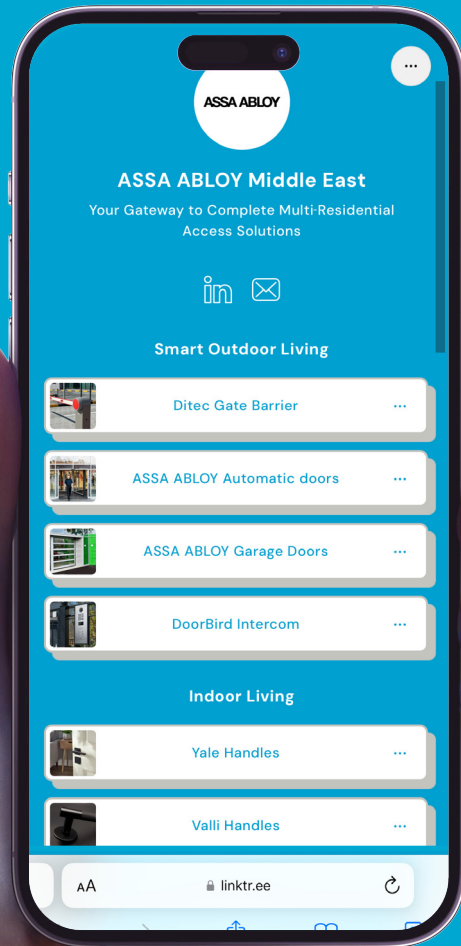 ASSA ABLOY
ASSA ABLOY Middle East
Your Gateway to Complete Multi-Residential
Access Solutions
in
Smart Outdoor Living
Ditec Gate Barrier
ASSA ABLOY Automatic doors
ASSA ABLOY Garage Doors
DoorBird Intercom
Indoor Living
Yale Handles
Valli Handles
AA
linktr.ee